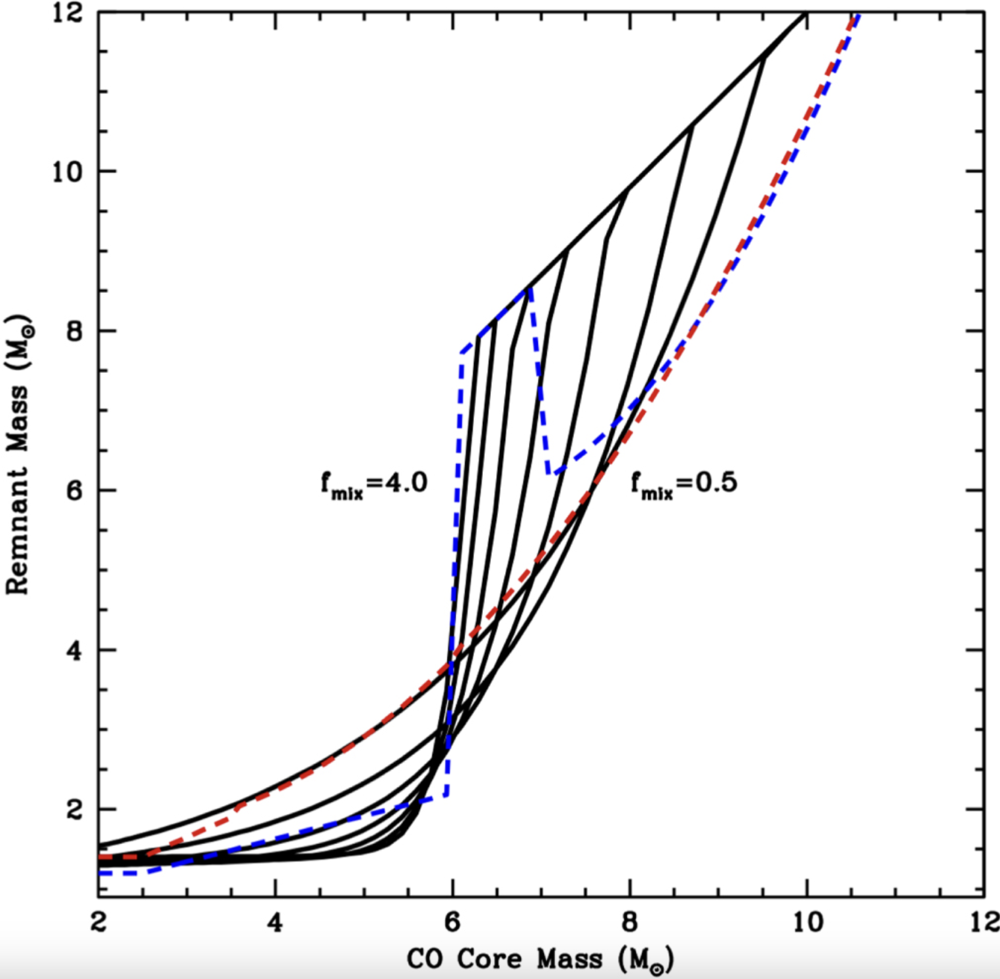 12
10
8
6
4
2
Remnant Mass (M⊙)
f_mix=4.0
f_mix=0.5
2 4 6 8 10 12
CO Core Mass (M⊙)